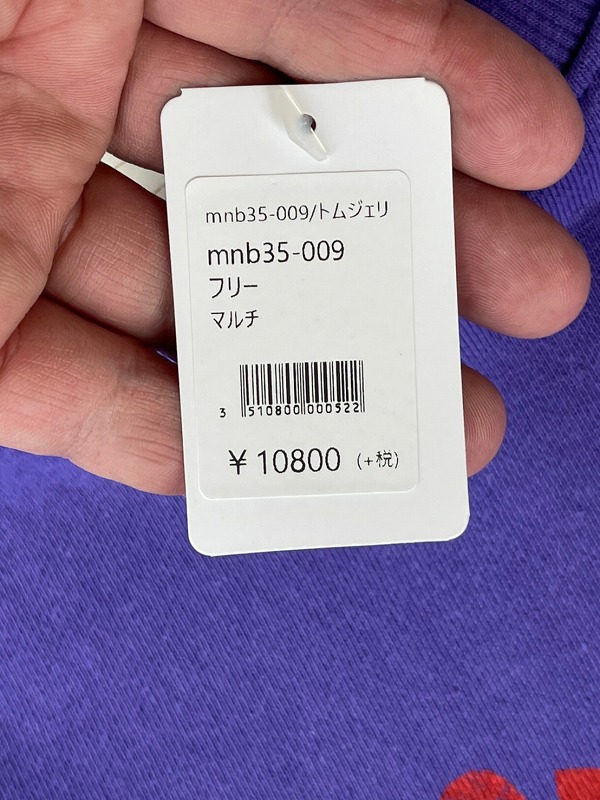 mnb35-009/トムジェリ
mnb35-009
フリー
マルチ
3 510800 000522
¥ 10800 (+税)